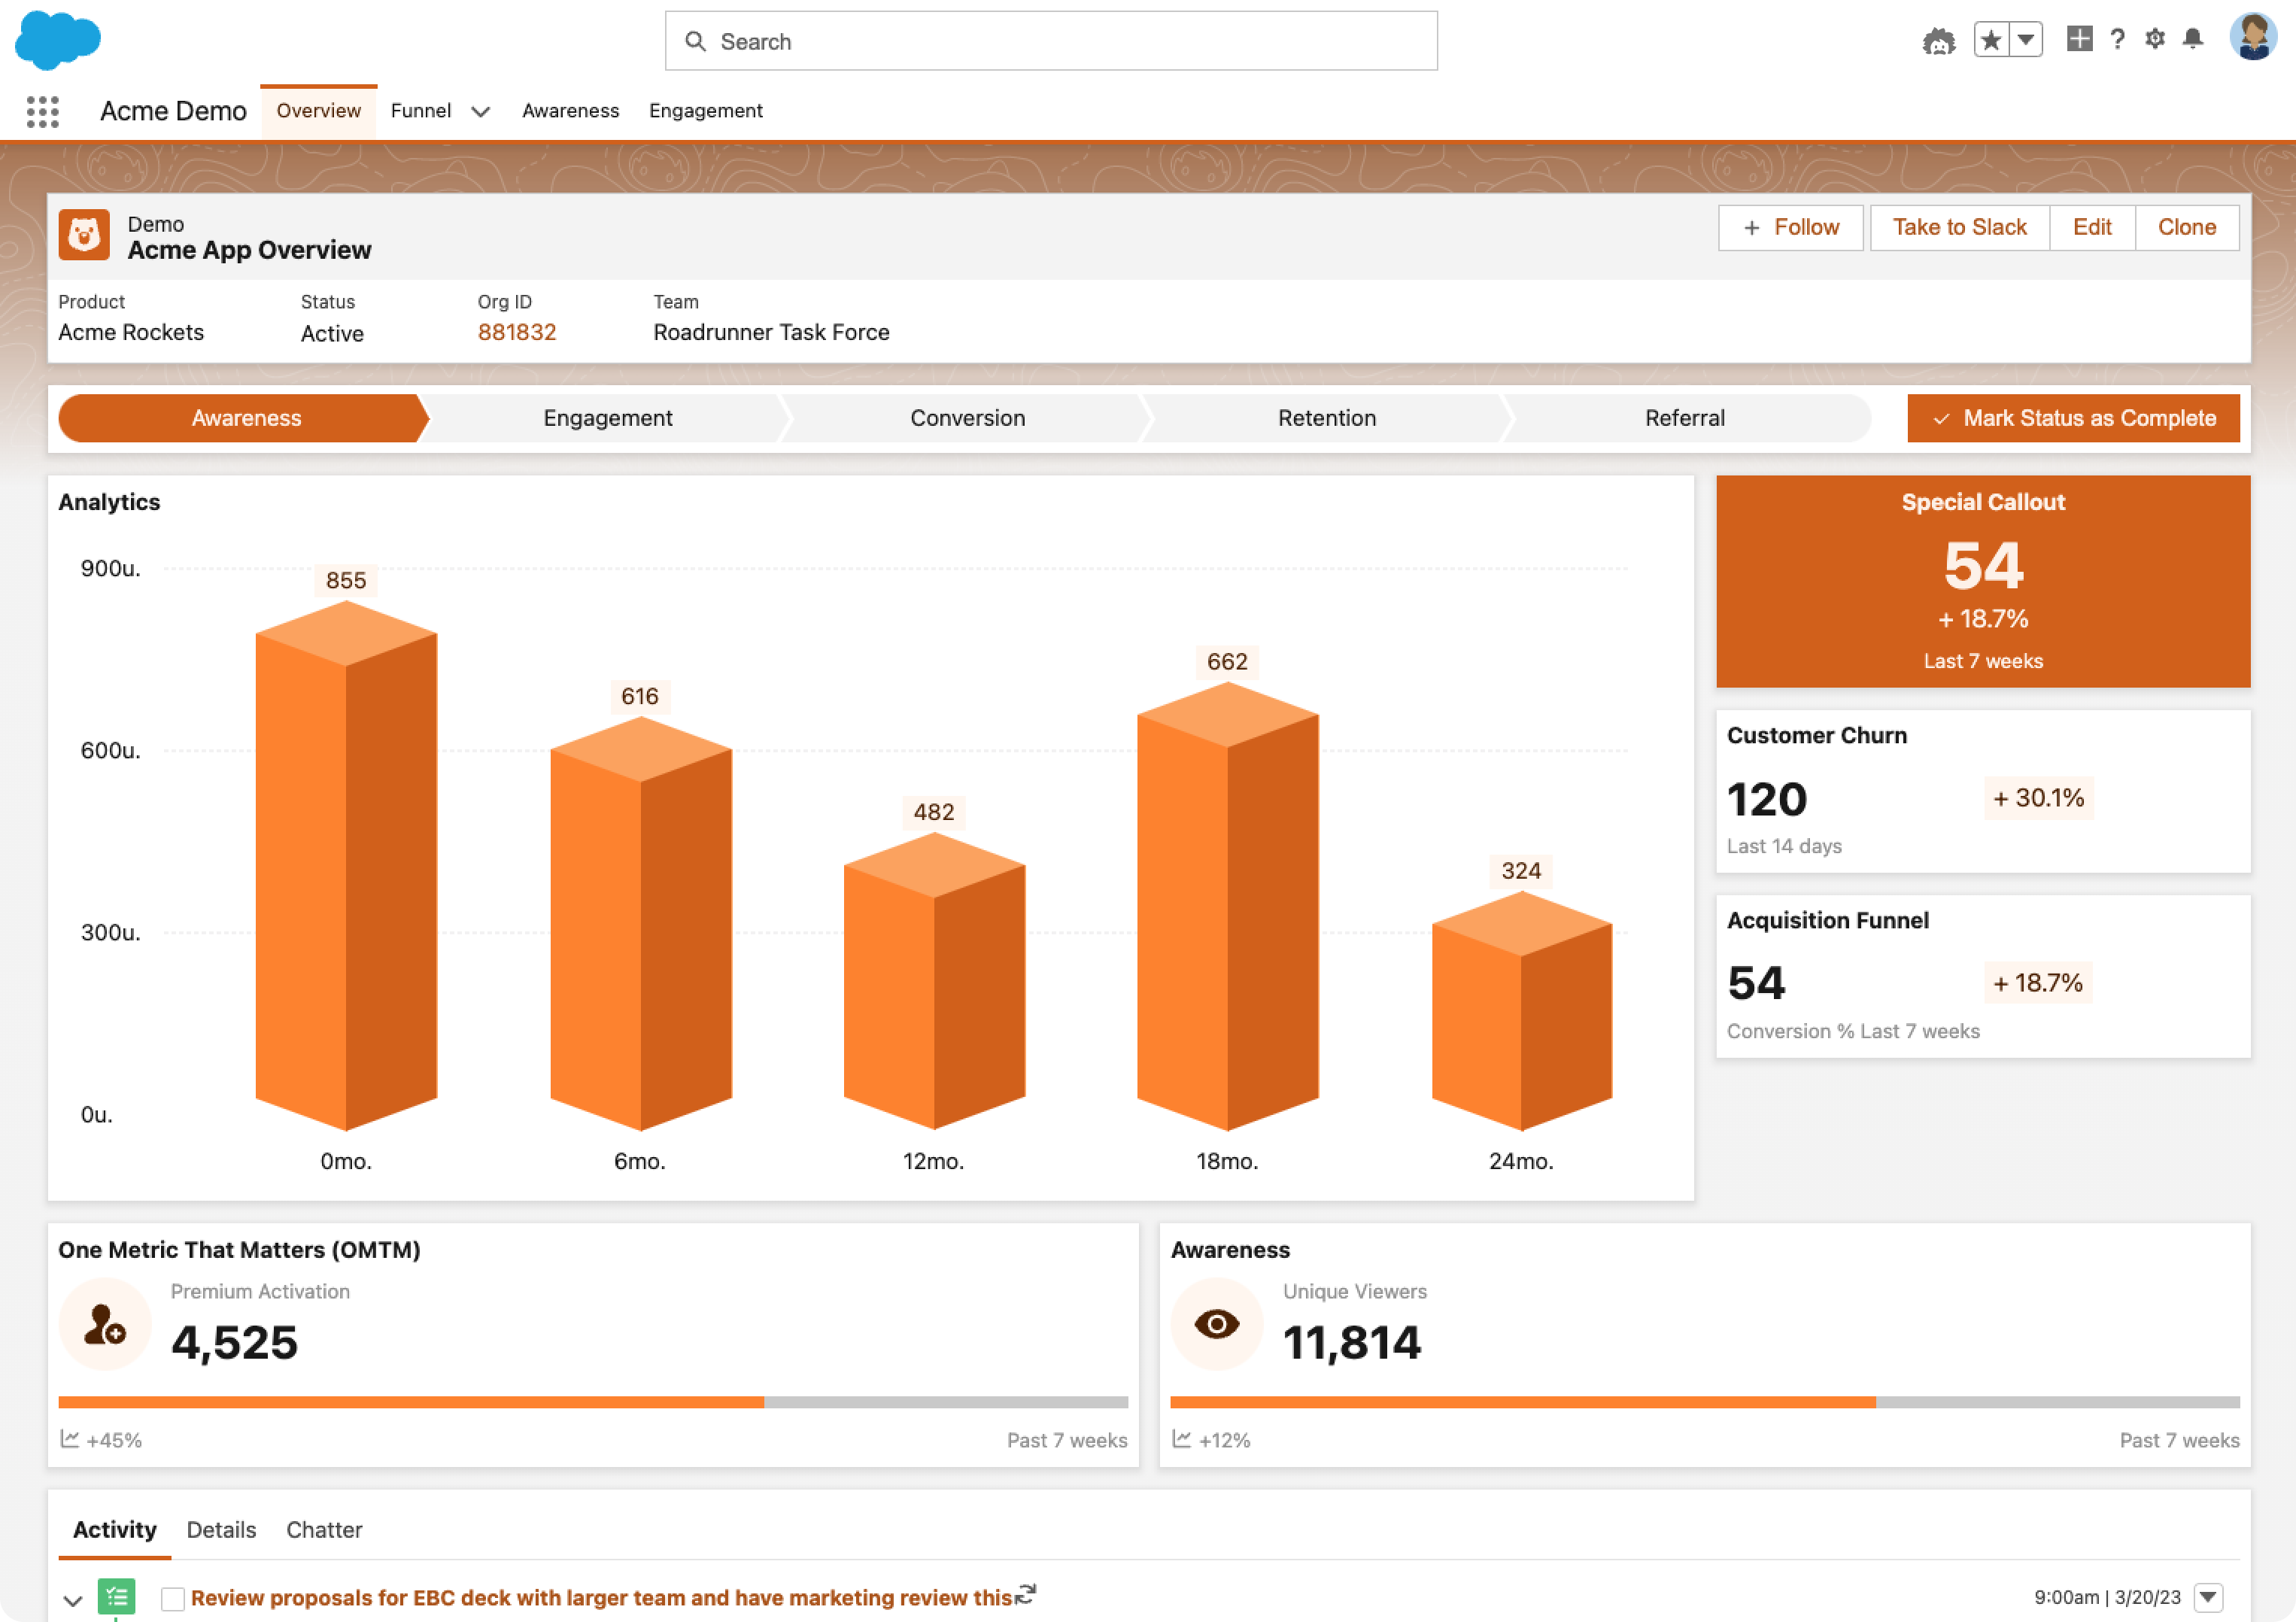 Search
Acme Demo
Overview
Funnel
Awareness
Engagement
Demo
Acme App Overview
+ Follow
Take to Slack
Edit
Clone
Product
Acme Rockets
Status
Active
Org ID
881832
Team
Roadrunner Task Force
Awareness
Engagement
Conversion
Retention
Referral
Mark Status as Complete
Analytics
900u.
600u.
300u.
0u.
855
616
482
662
324
0mo.
6mo.
12mo.
18mo.
24mo.
Special Callout
54
+ 18.7%
Last 7 weeks
Customer Churn
120
+ 30.1%
Last 14 days
Acquisition Funnel
54
+ 18.7%
Conversion % Last 7 weeks
One Metric That Matters (OMTM)
Premium Activation
4,525
+45%
Past 7 weeks
Awareness
Unique Viewers
11,814
+12%
Past 7 weeks
Activity
Details
Chatter
Review proposals for EBC deck with larger team and have marketing review this
9:00am | 3/20/23